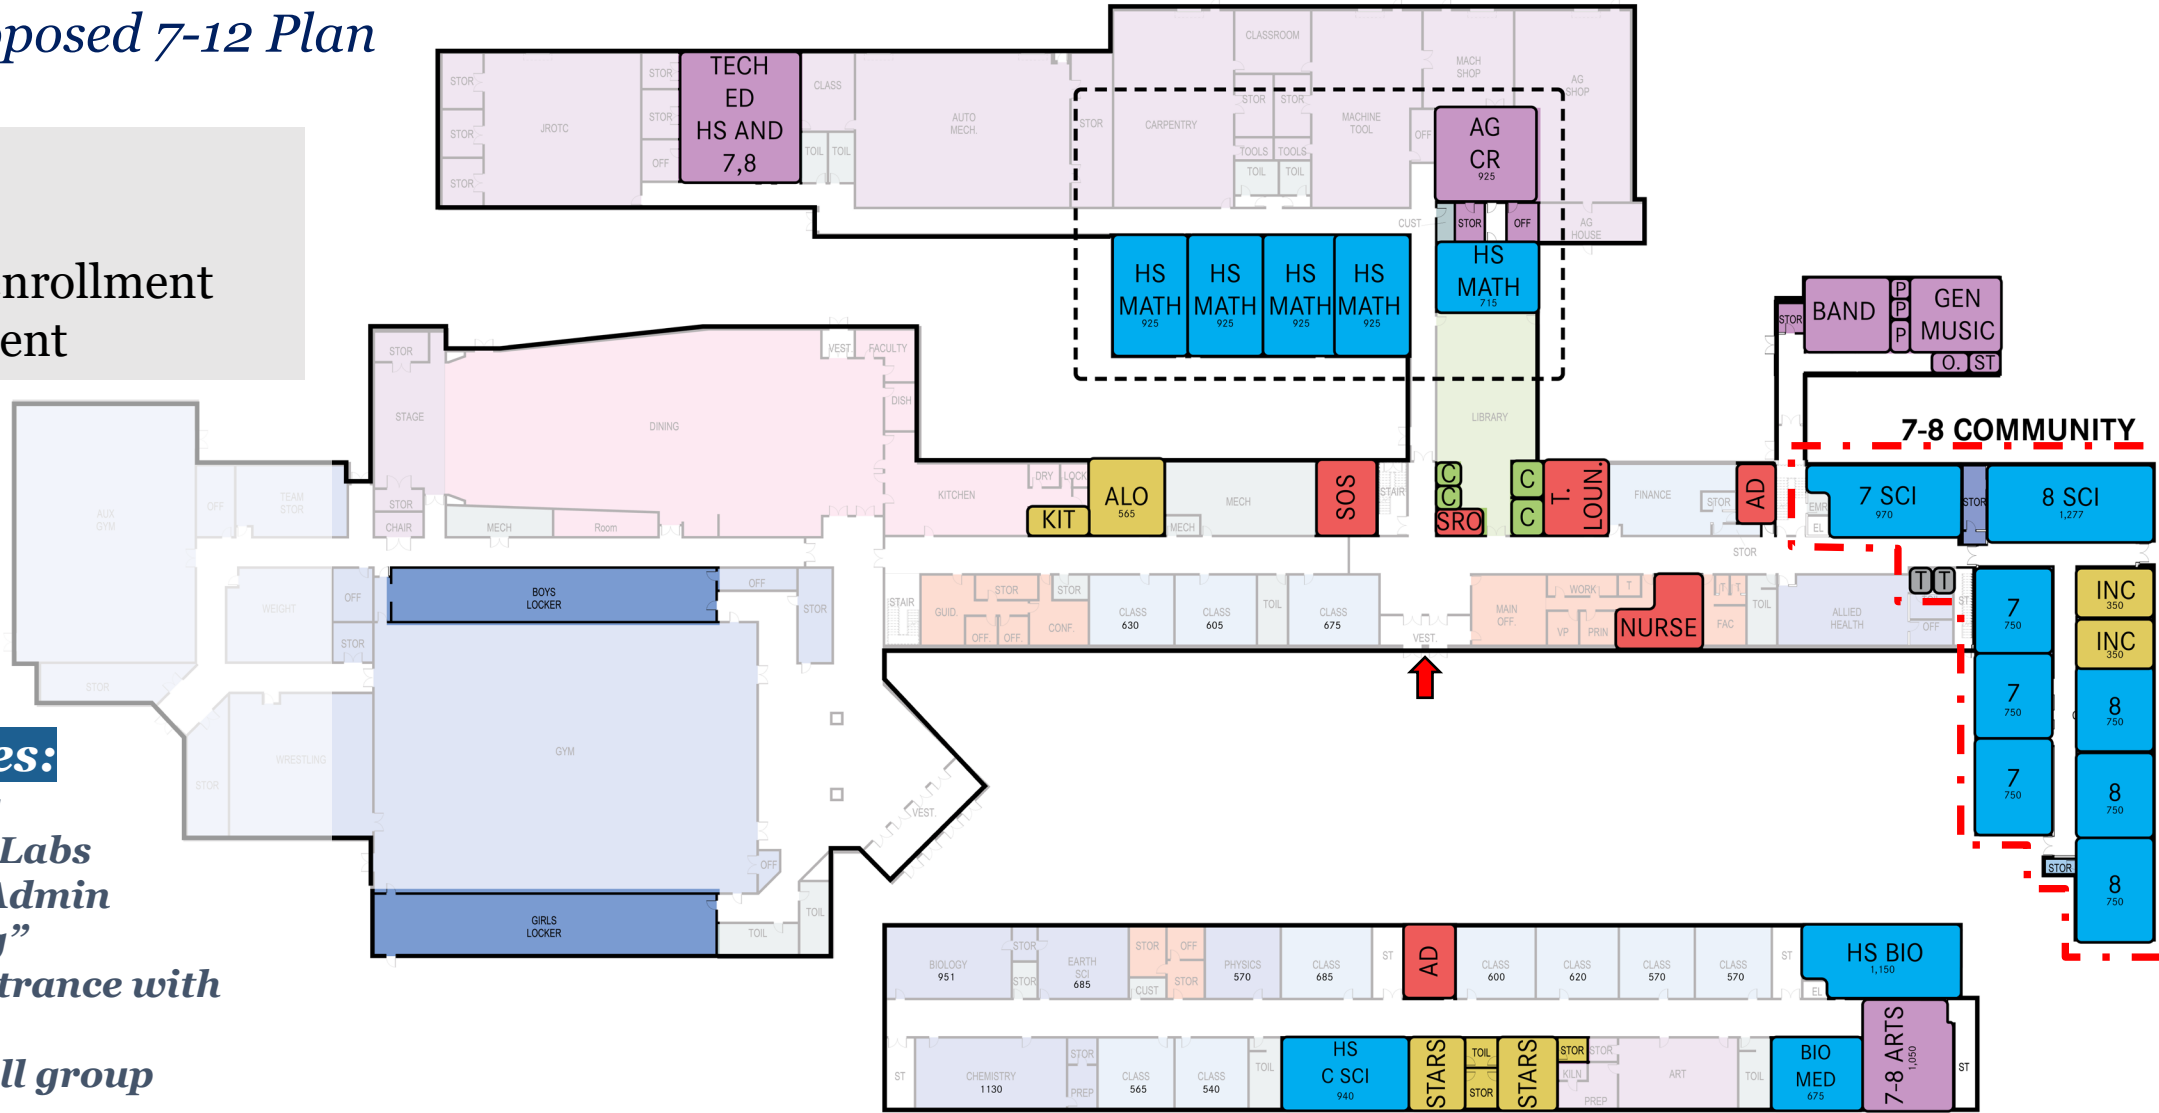 pposed 7-12 Plan
nrollment
ent
es:
Labs
Admin
g”
trance with
ll group
CLASSROOM
STOR
STOR
STOR
JROTC
STOR
STOR
OFF
TECH
ED
HS AND
7,8
CLASS
TOIL
TOIL
AUTO
MECH.
STOR
CARPENTRY
STOR
STOR
TOOLS
TOOLS
TOIL
TOIL
MACHINE
TOOL
MACH
SHOP
OFF
AG
SHOP
AG
CR
925
CUST
STOR
OFF
AG
HOUSE
HS
MATH
925
HS
MATH
925
HS
MATH
925
HS
MATH
925
HS
MATH
715
LIBRARY
STOR
BAND
P
P
P
GEN
MUSIC
O.
ST
7-8 COMMUNITY
STOR
STAGE
STOR
CHAIR
DINING
VEST.
FACULTY
DISH
MECH
Room
AUX
GYM
OFF
TEAM
STOR
KITCHEN
DRY
LOCK
KIT
ALO
565
MECH
MECH
SOS
STAIR
C
C
SRO
C
C
T.
LOUN.
FINANCE
STOR
AD
STOR
EMR
EL
7 SCI
970
STOR
8 SCI
1,277
T
T
ST
OFF
WEIGHT
OFF
STOR
STOR
BOYS
LOCKER
OFF
STOR
GYM
STOR
WRESTLING
VEST.
OFF
TOIL
TOIL
GIRLS
LOCKER
STAIR
GUID.
STOR
OFF.
OFF.
STOR
CONF.
CLASS
630
CLASS
605
TOIL
CLASS
675
VEST.
MAIN
OFF.
WORK
VP
PRIN
T
NURSE
T
T
FAC
TOIL
ALLIED
HEALTH
7
750
7
750
7
750
INC
350
INC
350
8
750
8
750
8
750
STOR
BIOLOGY
951
STOR
STOR
EARTH
SCI
685
STOR
OFF
CUST
STOR
PHYSICS
570
CLASS
685
ST
AD
CLASS
600
CLASS
620
CLASS
570
CLASS
570
ST
EL
HS BIO
1,150
ST
CHEMISTRY
1130
STOR
PREP
CLASS
565
CLASS
540
TOIL
HS
C SCI
940
STARS
TOIL
STOR
STARS
STOR
STOR
KILN
PREP
ART
TOIL
BIO
MED
675
7-8 ARTS
1,050
ST